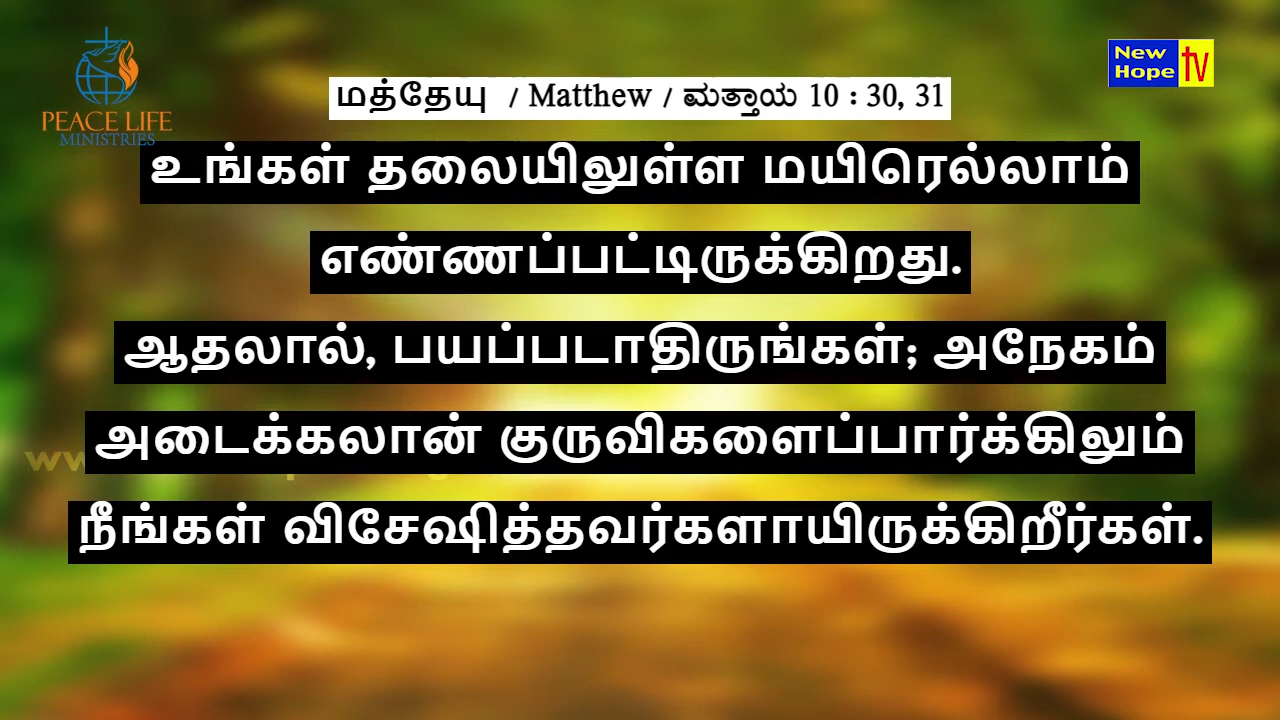 PEACE LIFE
MINISTRIES
New
Hope tv
மத்தேயு / Matthew / ಮತ್ತಾಯ 10 : 30, 31
உங்கள் தலையிலுள்ள மயிரெல்லாம்
எண்ணப்பட்டிருக்கிறது.
ஆதலால், பயப்படாதிருங்கள்; அநேகம்
அடைக்கலான் குருவிகளைப்பார்க்கிலும்
நீங்கள் விசேஷித்தவர்களாயிருக்கிறீர்கள்.